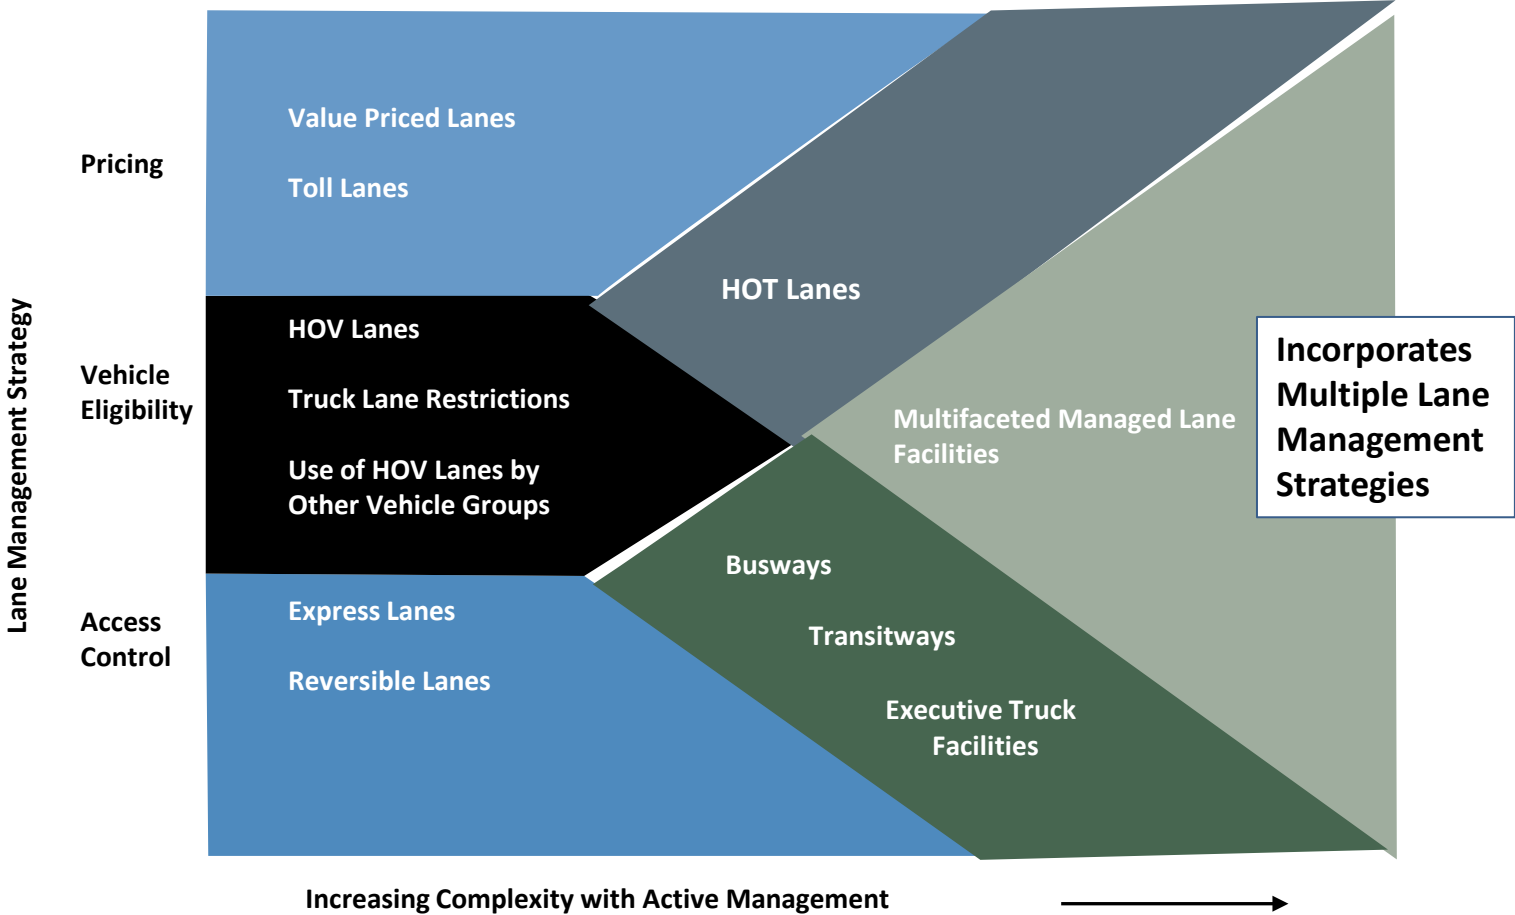 Lane Management Strategy
Pricing
Value Priced Lanes
Toll Lanes
HOT Lanes
Vehicle
Eligibility
HOV Lanes
Truck Lane Restrictions
Use of HOV Lanes by
Other Vehicle Groups
Multifaceted Managed Lane
Facilities
Incorporates
Multiple Lane
Management
Strategies
Access
Control
Express Lanes
Reversible Lanes
Busways
Transitways
Executive Truck
Facilities
Increasing Complexity with Active Management